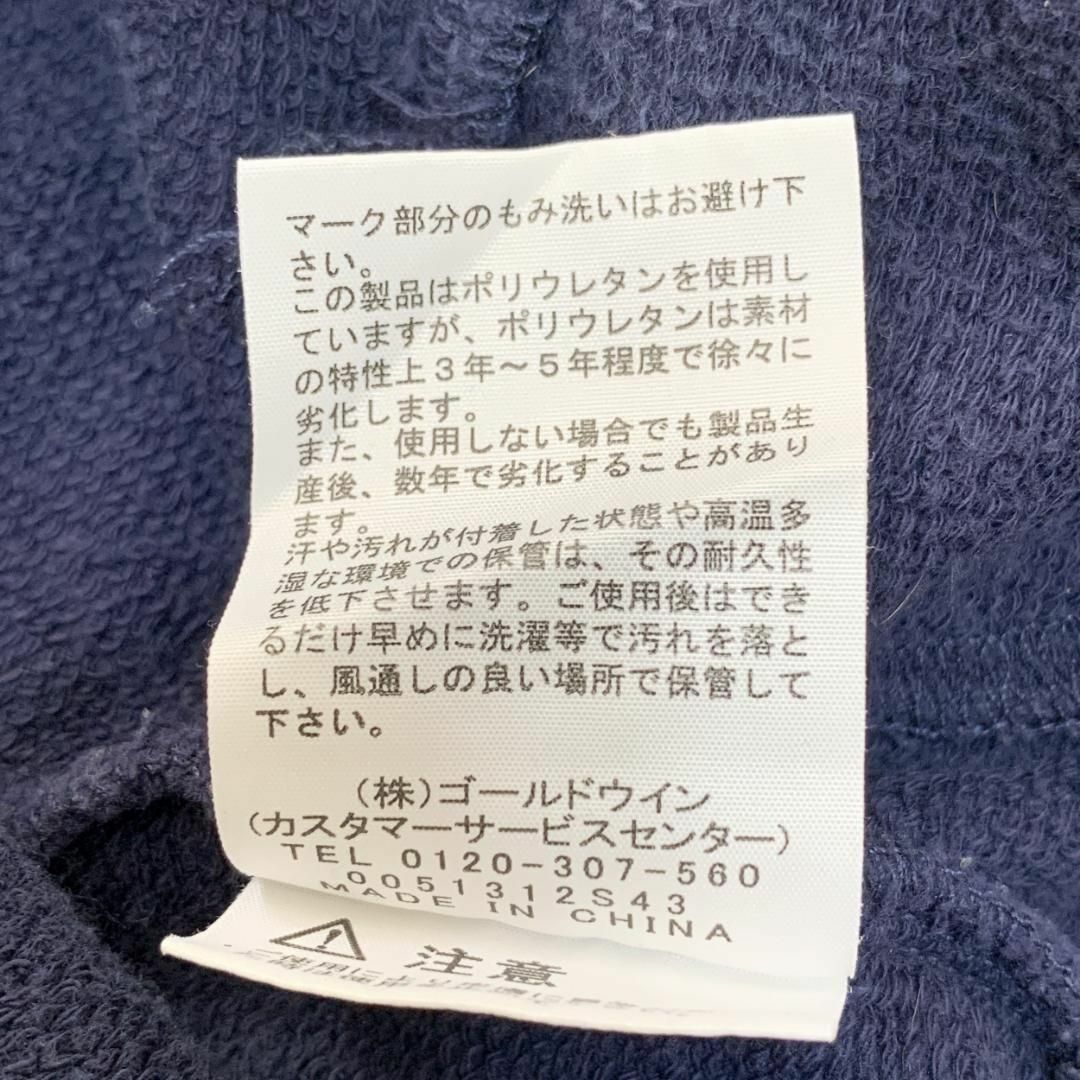 マーク部分のもみ洗いはお避け下
さい。
この製品はポリウレタンを使用し
ていますが、ポリウレタンは素材
の特性上３年～５年程度で徐々に
劣化します。
また、使用しない場合でも製品生
産後、数年で劣化することがあり
ます。
汗や汚れが付着した状態や高温多
湿な環境での保管は、その耐久性
を低下させます。ご使用後はでき
るだけ早めに洗濯等で汚れを落と
し、風通しの良い場所で保管して
下さい。
（株）ゴールドウイン
（カスタマーサービスセンター）
TEL 0120-307-560
0051312S43
MADE IN CHINA
注意